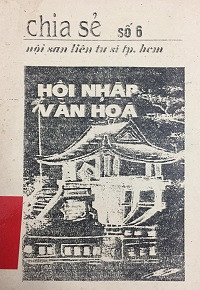 chia sẻ số 6
nội san liên tu sĩ tp. hcm
HỘI NHẬP
VĂN HOÁ